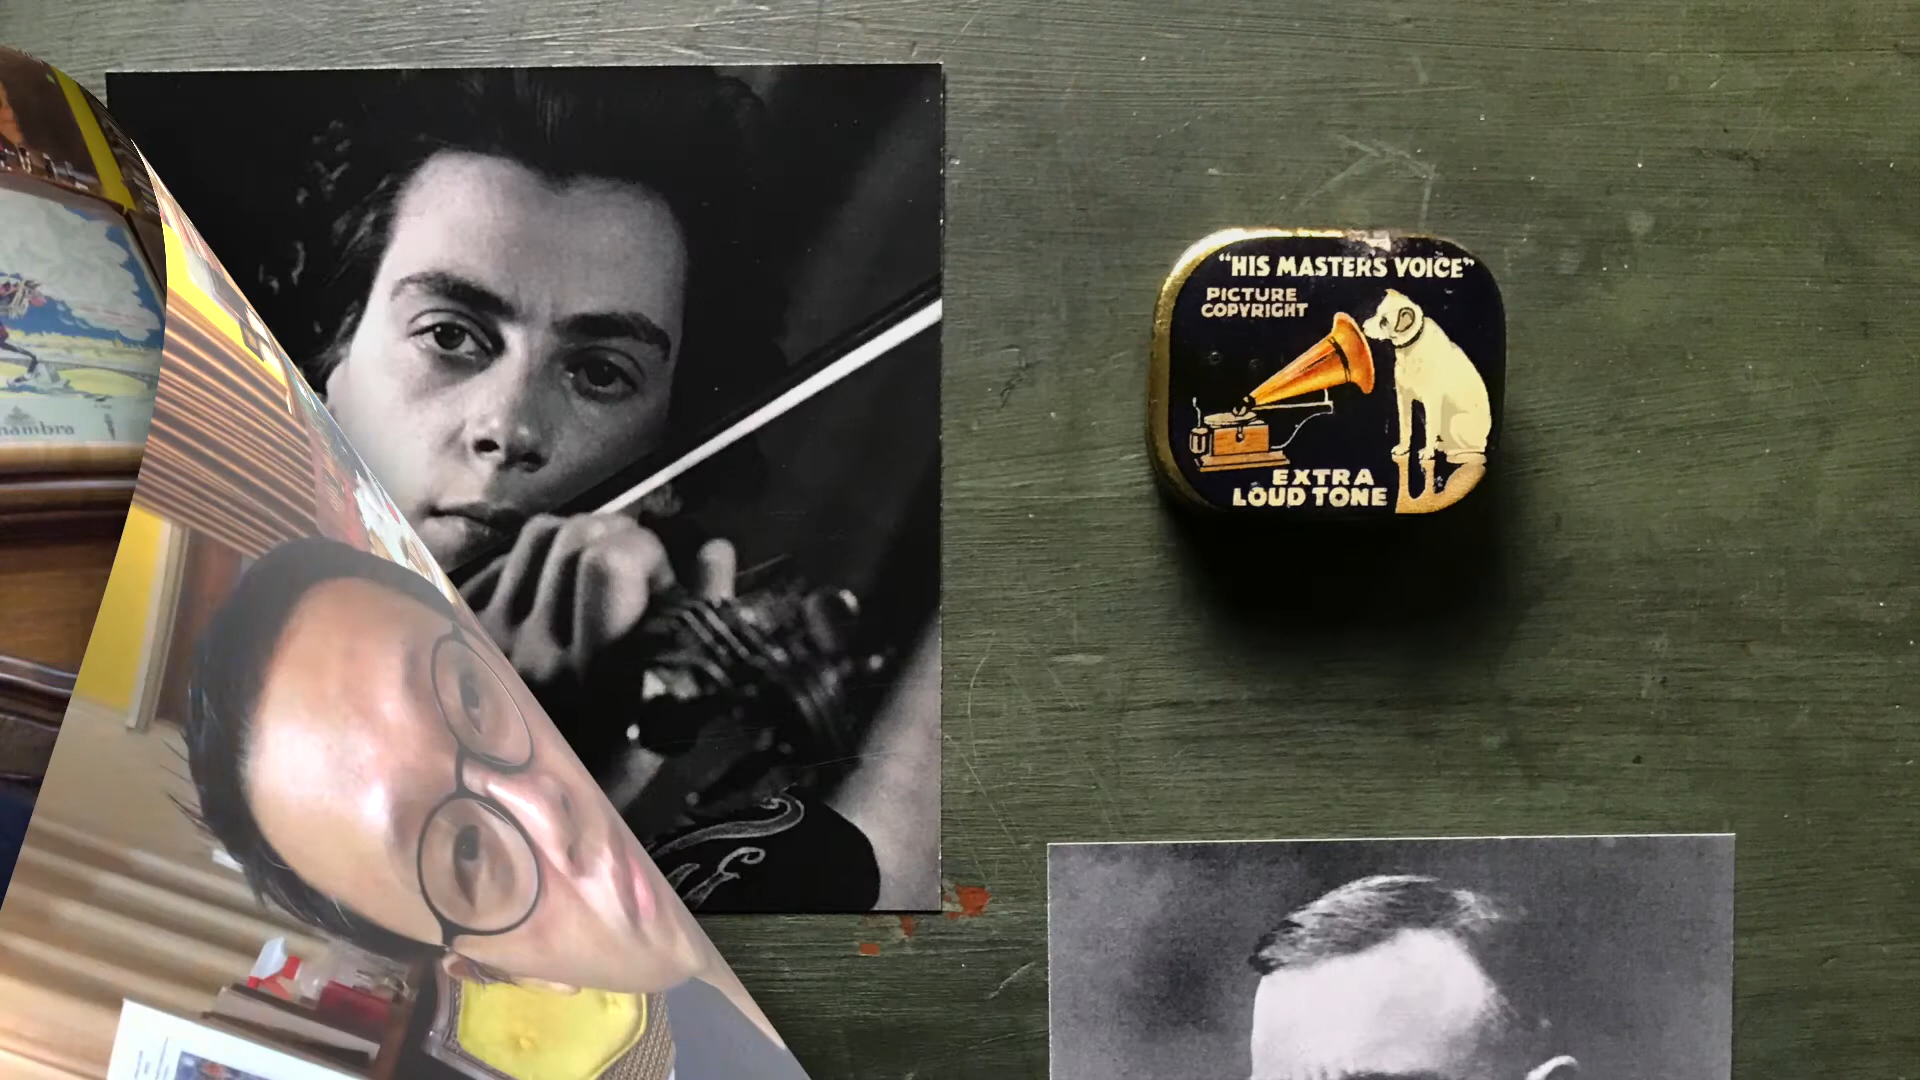 "HIS MASTERS VOICE"
PICTURE
COPYRIGHT
EXTRA
LOUD TONE